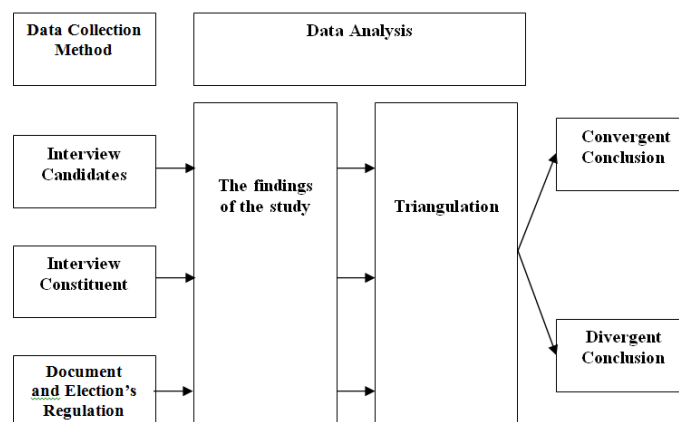 Data Collection
Method
Data Analysis
Interview
Candidates
Interview
Constituent
Document
and Election's
Regulation
The findings
of the study
Triangulation
Convergent
Conclusion
Divergent
Conclusion